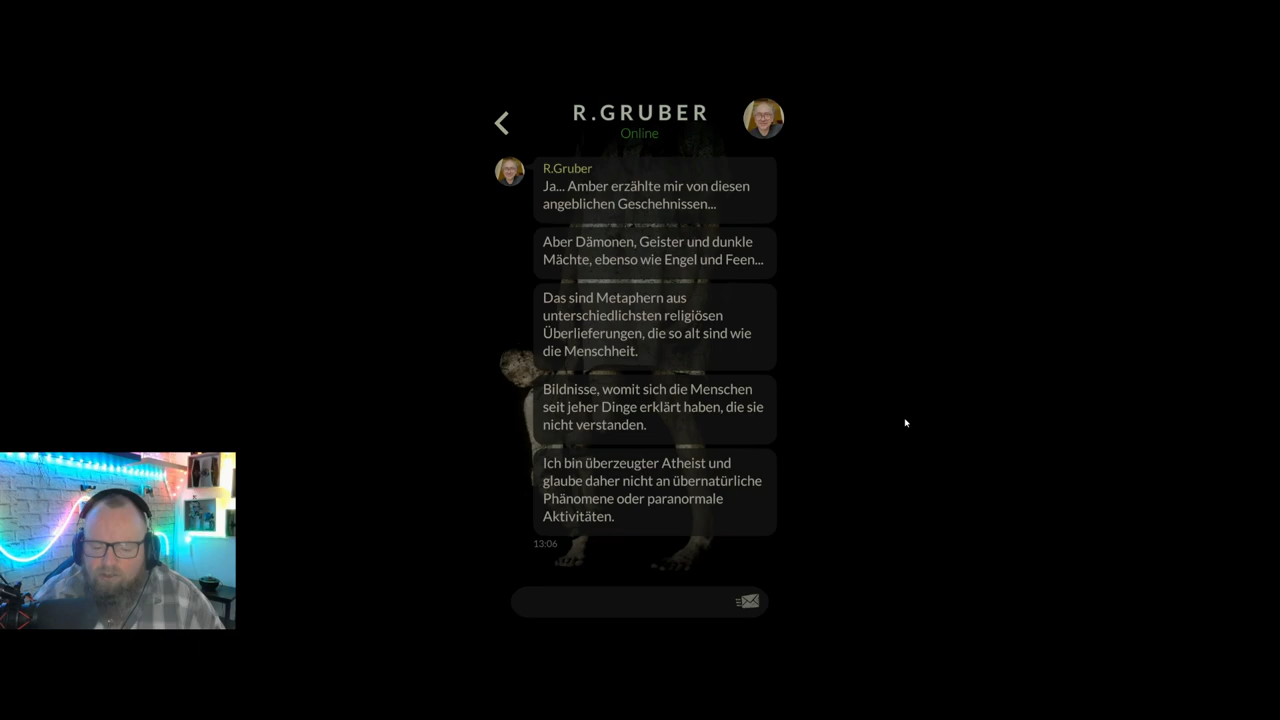 R.GRUBER
Online
R.Gruber
Ja... Amber erzählte mir von diesen
angeblichen Geschehnissen...
Aber Dämonen, Geister und dunkle
Mächte, ebenso wie Engel und Feen...
Das sind Metaphern aus
unterschiedlichsten religiösen
Überlieferungen, die so alt sind wie
die Menschheit.
Bildnisse, womit sich die Menschen
seit jeher Dinge erklärt haben, die sie
nicht verstanden.
Ich bin überzeugter Atheist und
glaube daher nicht an übernatürliche
Phänomene oder paranormale
Aktivitäten.
13:06